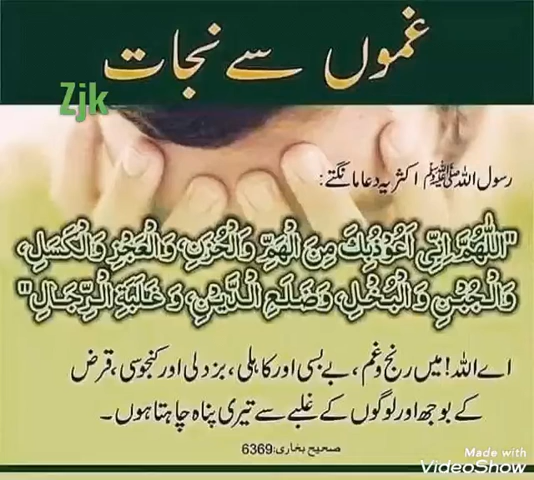 غموں سے نجات
Zjk
رسول اللہ ﷺ اکثر یہ دعا مانگتے:
"اَللّٰهُمَّ اِنِّى اَعُوْذُبِكَ مِنَ الْهَمِّ وَالْحُزْنِ، وَالْعَجْزِ وَالْكَسَلِ،
وَالْجُبْنِ وَالْبُخْلِ، وَضَلَعِ الدَّيْنِ، وَغَلَبَةِ الرِّجَالِ"
اے اللہ! میں رنج و غم، بے بسی اور کاہلی، بزدلی اور کنجوسی، قرض
کے بوجھ اور لوگوں کے غلبے سے تیری پناہ چاہتا ہوں۔
صحیح بخاری: 6369
Made with
VideoShow